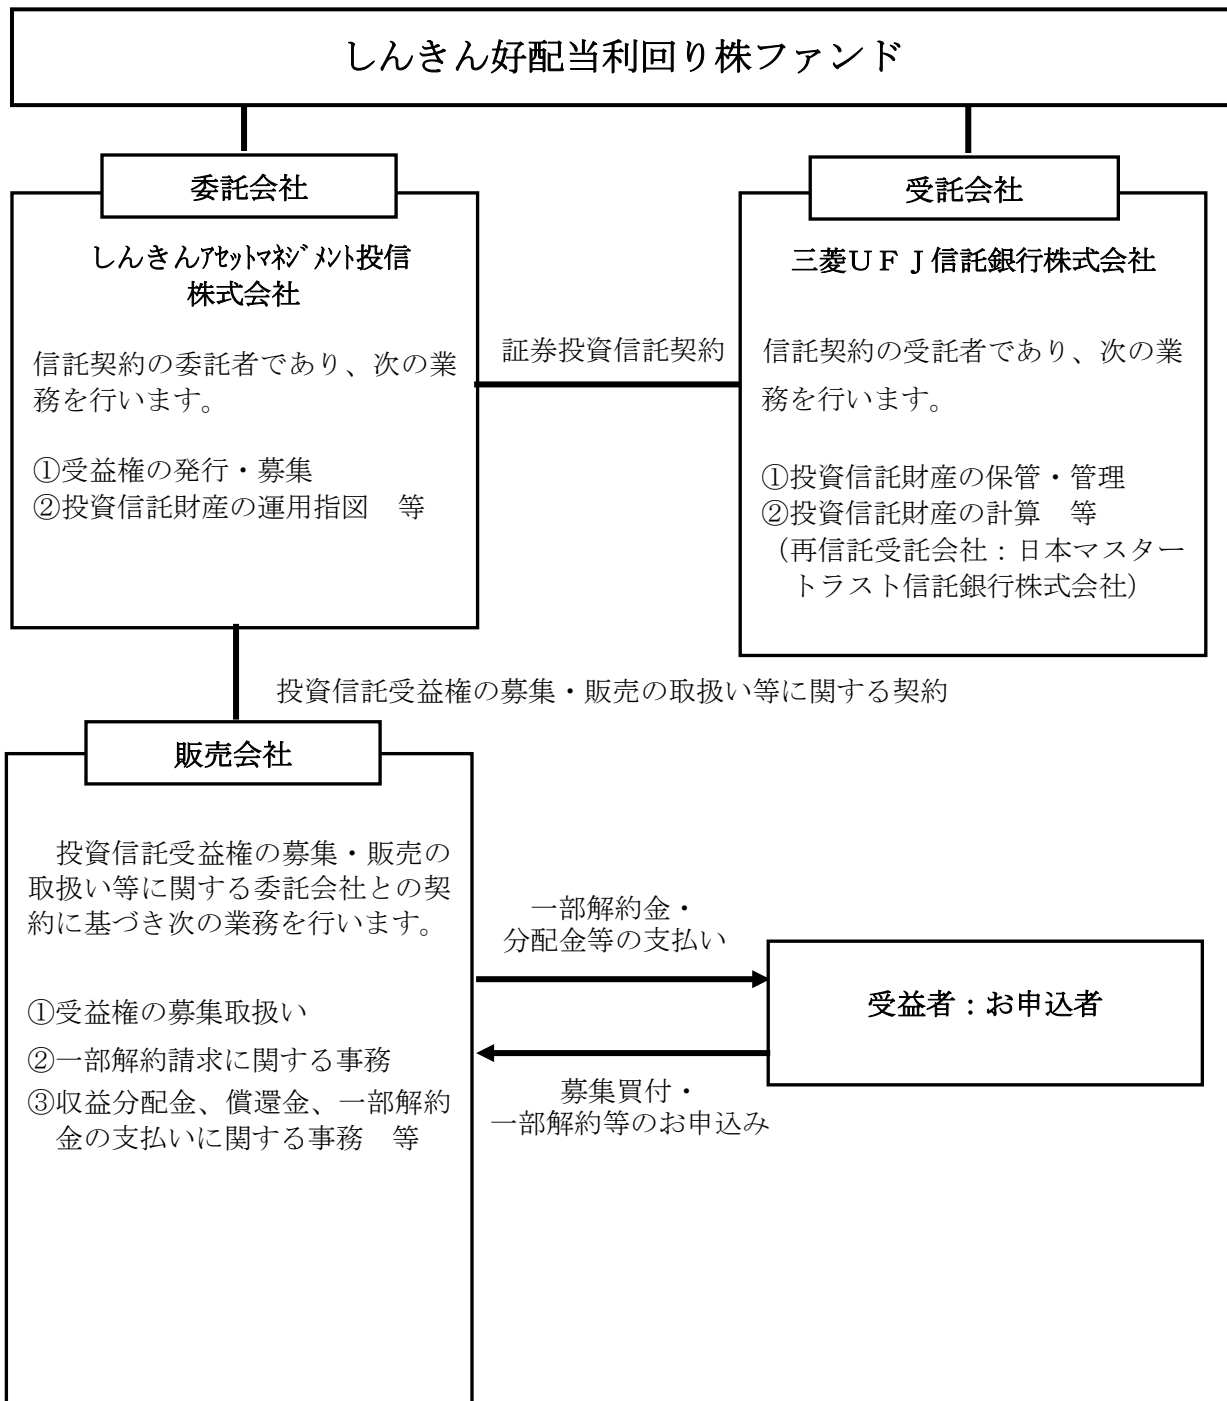 しんきん好配当利回り株ファンド
委託会社
しんきんｱｾｯﾄﾏﾈｼﾞﾒﾝﾄ投信
株式会社
信託契約の委託者であり、次の業
務を行います。
①受益権の発行・募集
②投資信託財産の運用指図　等
証券投資信託契約
受託会社
三菱ＵＦＪ信託銀行株式会社
信託契約の受託者であり、次の業
務を行います。
①投資信託財産の保管・管理
②投資信託財産の計算　等
（再信託受託会社：日本マスター
トラスト信託銀行株式会社）
投資信託受益権の募集・販売の取扱い等に関する契約
販売会社
投資信託受益権の募集・販売の
取扱い等に関する委託会社との契
約に基づき次の業務を行います。
①受益権の募集取扱い
②一部解約請求に関する事務
③収益分配金、償還金、一部解約
金の支払いに関する事務　等
一部解約金・
分配金等の支払い
募集買付・
一部解約等のお申込み
受益者：お申込者